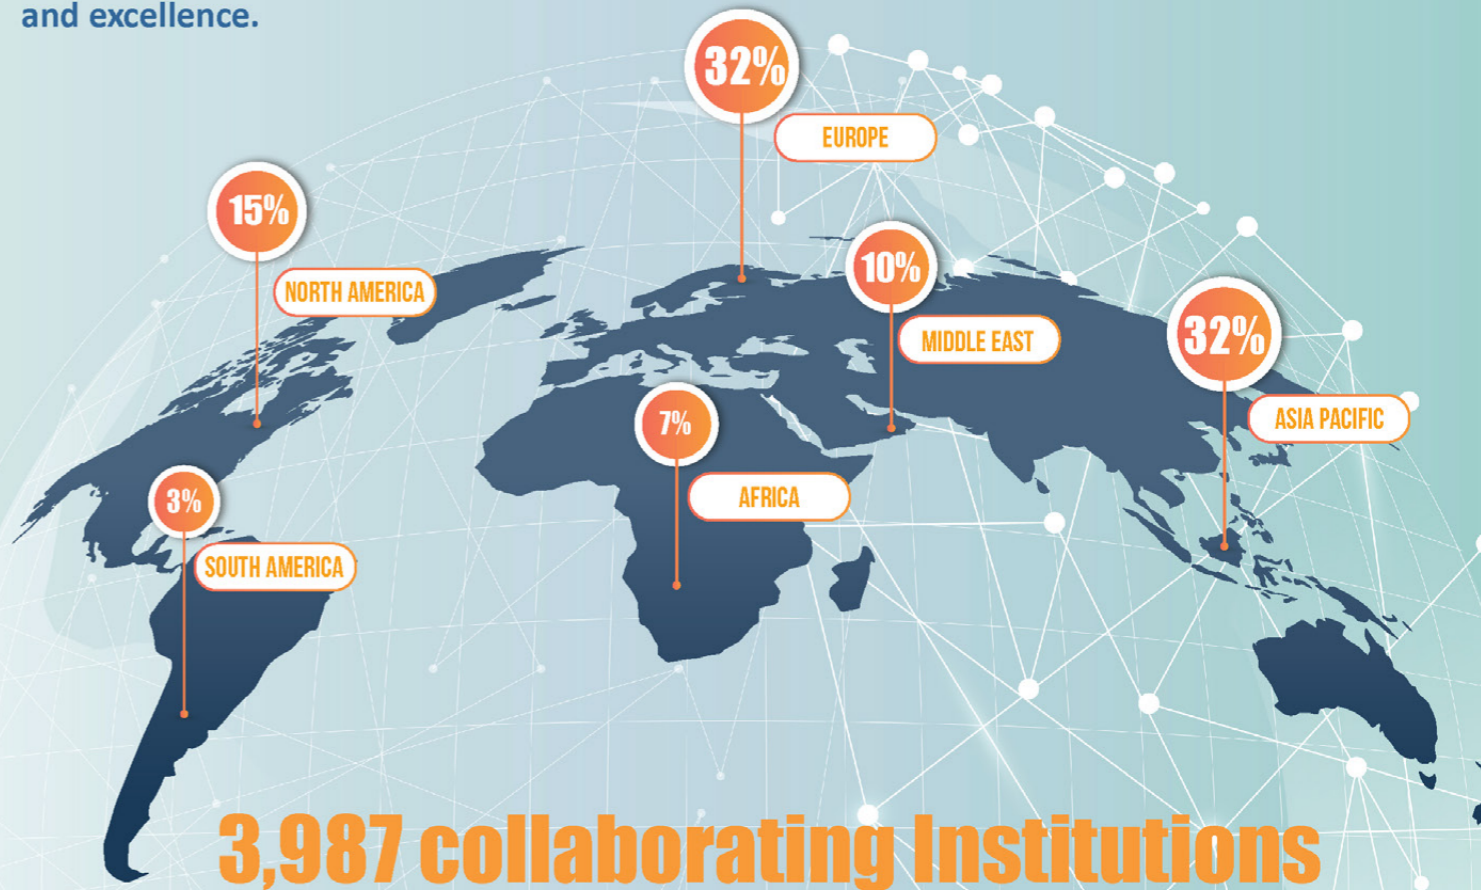 and excellence.
32%
EUROPE
15%
NORTH AMERICA
10%
MIDDLE EAST
32%
ASIA PACIFIC
7%
AFRICA
3%
SOUTH AMERICA
3,987 collaborating Institutions